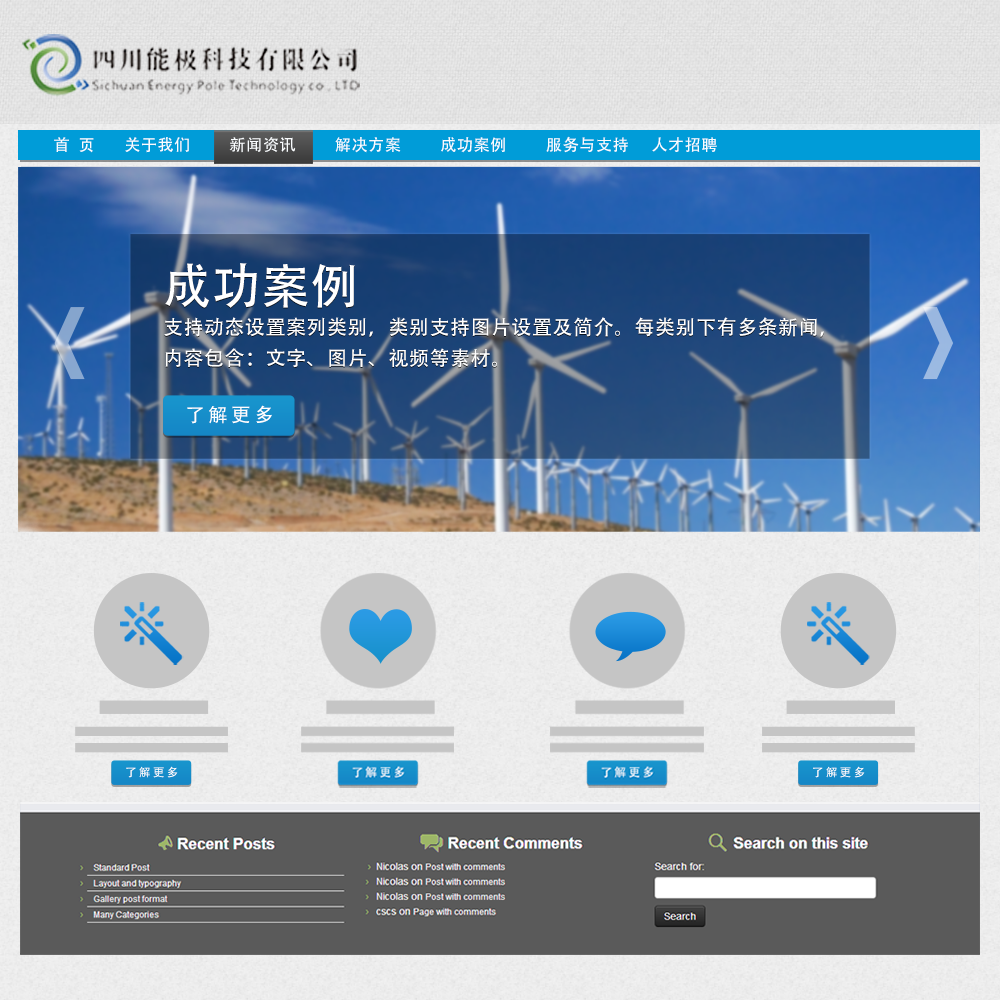 四川能极科技有限公司
Sichuan Energy Pole Technology co., LTD
首 页 关于我们 新闻资讯 解决方案 成功案例 服务与支持 人才招聘
成功案例
支持动态设置案列类别，类别支持图片设置及简介。每类别下有多条新闻，
内容包含：文字、图片、视频等素材。
了解更多
了解更多 了解更多 了解更多 了解更多
Recent Posts
Standard Post
Layout and typography
Gallery post format
Many Categories
Recent Comments
Nicolas on Post with comments
Nicolas on Post with comments
Nicolas on Post with comments
cscs on Page with comments
Search on this site
Search for:
Search